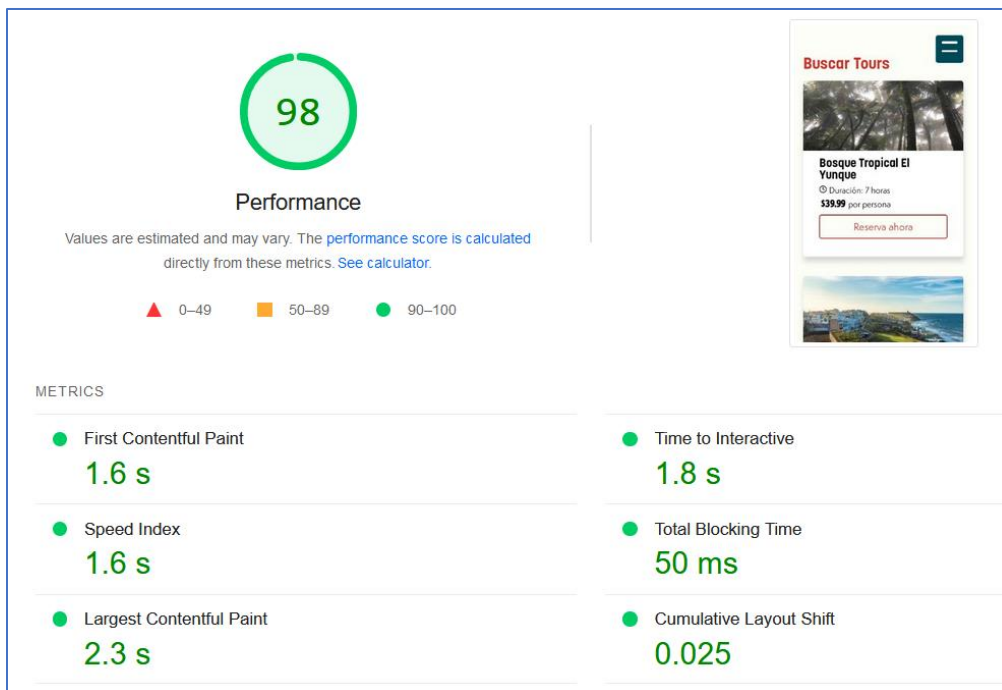 98
Performance
Values are estimated and may vary. The performance score is calculated
directly from these metrics. See calculator.
0–49 50–89 90–100
Buscar Tours
Bosque Tropical El
Yunque
Duración: 7 horas
$39.99 por persona
Reserva ahora
METRICS
First Contentful Paint
1.6 s
Time to Interactive
1.8 s
Speed Index
1.6 s
Total Blocking Time
50 ms
Largest Contentful Paint
2.3 s
Cumulative Layout Shift
0.025